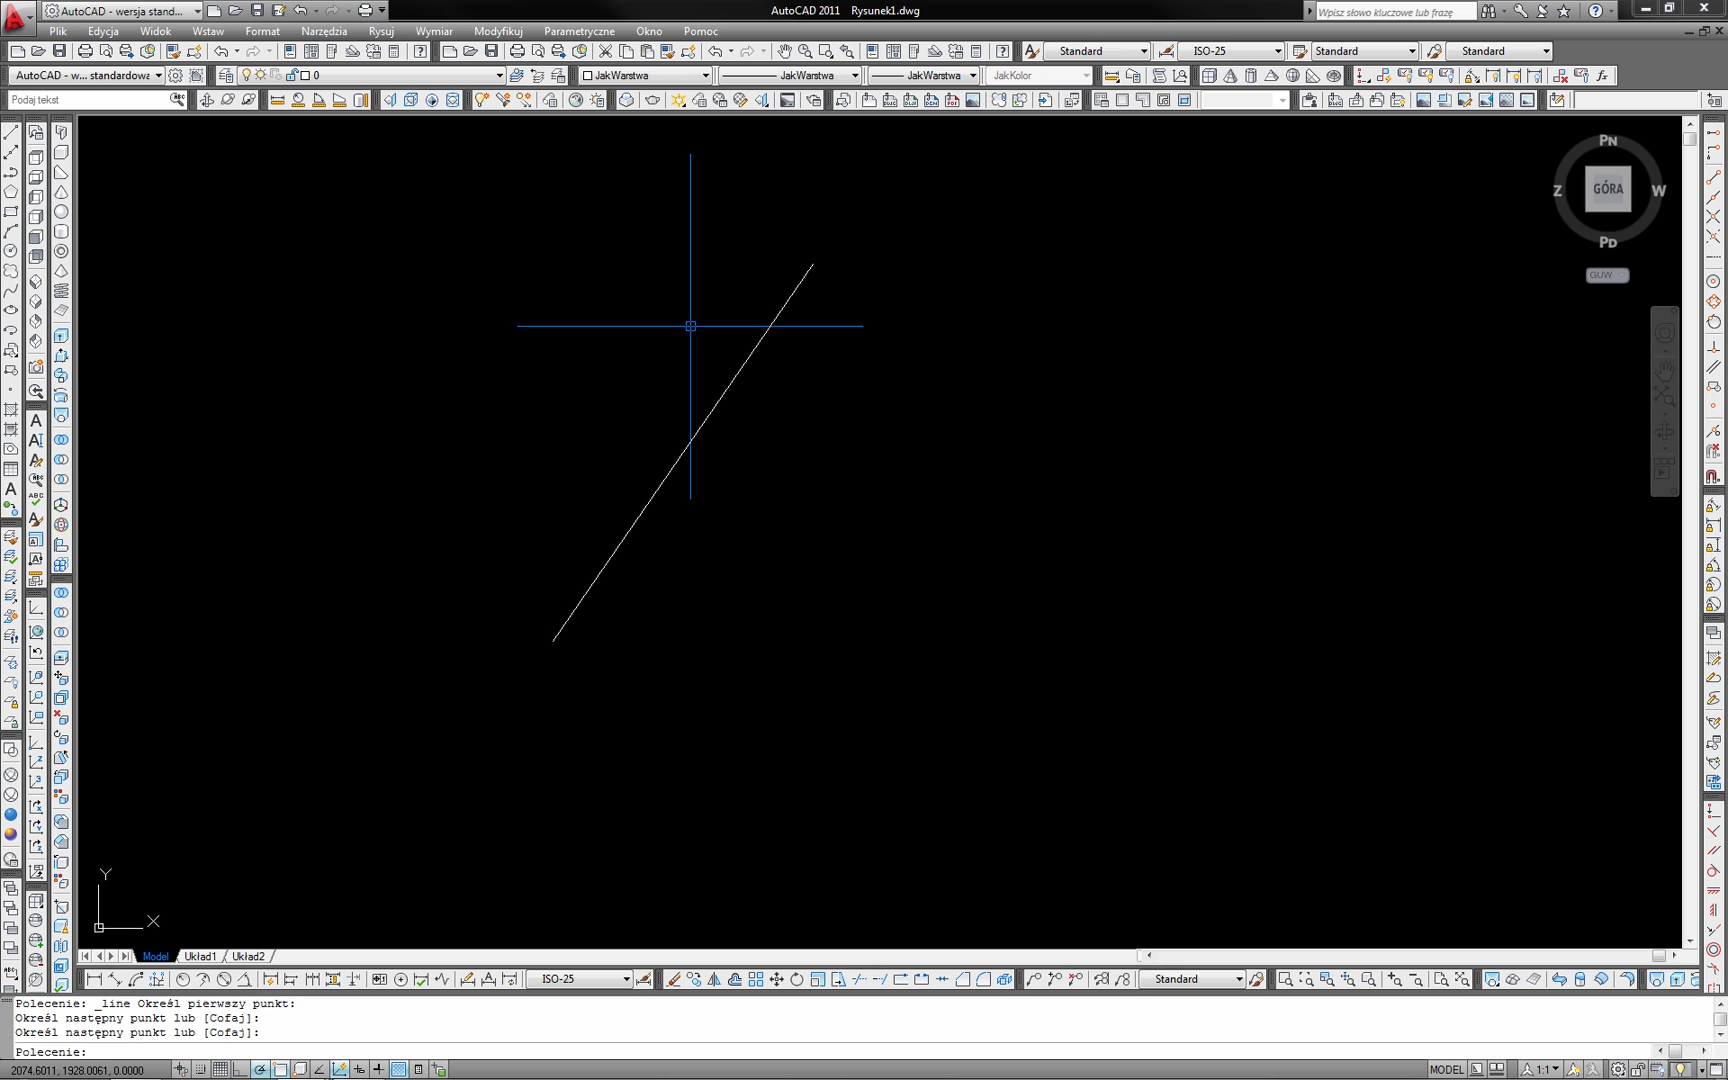 AutoCAD - wersja stand...
AutoCAD 2011 Rysunek1.dwg
Wpisz słowo kluczowe lub frazę
Plik Edycja Widok Wstaw Format Narzędzia Rysuj Wymiar Modyfikuj Parametryczne Okno Pomoc
Standard ISO-25 Standard Standard
AutoCAD - w... standardowa 0 JakWarstwa JakWarstwa JakWarstwa JakKolor
Podaj tekst
PN
Z GÓRA W
PD
GUW
Y
X
Model Układ1 Układ2
ISO-25 Standard
Polecenie: _line Określ pierwszy punkt:
Określ następny punkt lub [Cofaj]:
Określ następny punkt lub [Cofaj]:
Polecenie:
2074.6011, 1928.0061, 0.0000 MODEL 1:1